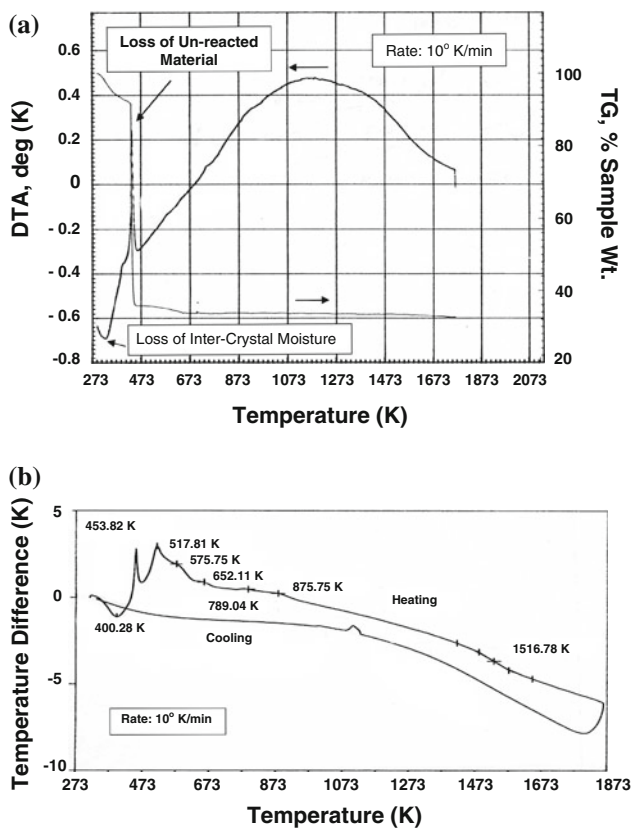 (a)
Loss of Un-reacted
Material
Rate: 10° K/min
DTA, deg (K)
0.6
0.4
0.2
0
- 0.2
- 0.4
- 0.6
-0.8
TG, % Sample Wt.
100
80
60
40
20
Loss of Inter-Crystal Moisture
273 473 673 873 1073 1273 1473 1673 1873 2073
Temperature (K)
(b)
Temperature Difference (K)
5
0
-5
-10
453.82 K
517.81 K
575.75 K
652.11 K
875.75 K
789.04 K
400.28 K
Heating
Cooling
1516.78 K
Rate: 10° K/min
273 473 673 873 1073 1273 1473 1673 1873
Temperature (K)